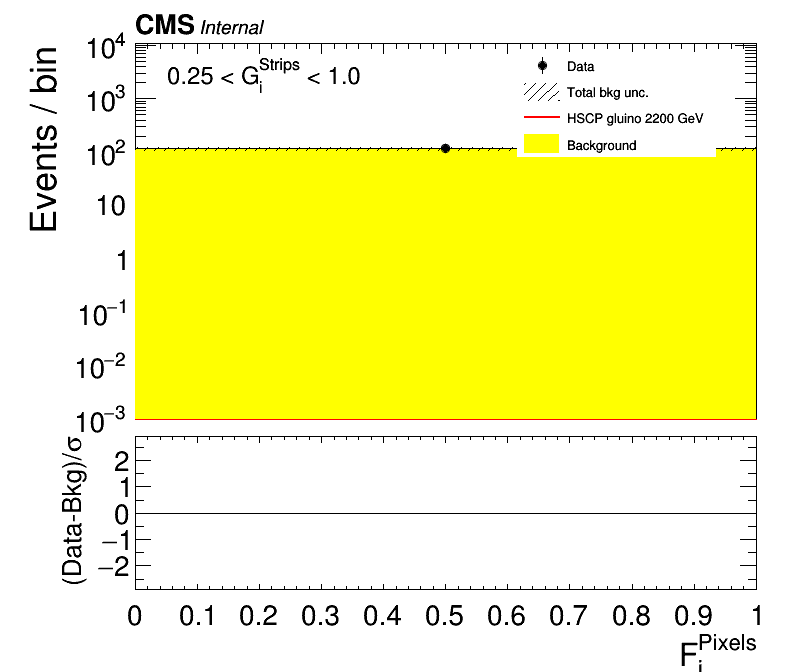 CMS Internal
0.25 < G_i^Strips < 1.0
Data
Total bkg unc.
HSCP gluino 2200 GeV
Background
Events / bin
10^4
10^3
10^2
10
1
10^−1
10^−2
10^−3
(Data-Bkg)/σ
2
1
0
−1
−2
0 0.1 0.2 0.3 0.4 0.5 0.6 0.7 0.8 0.9 1
F_i^Pixels